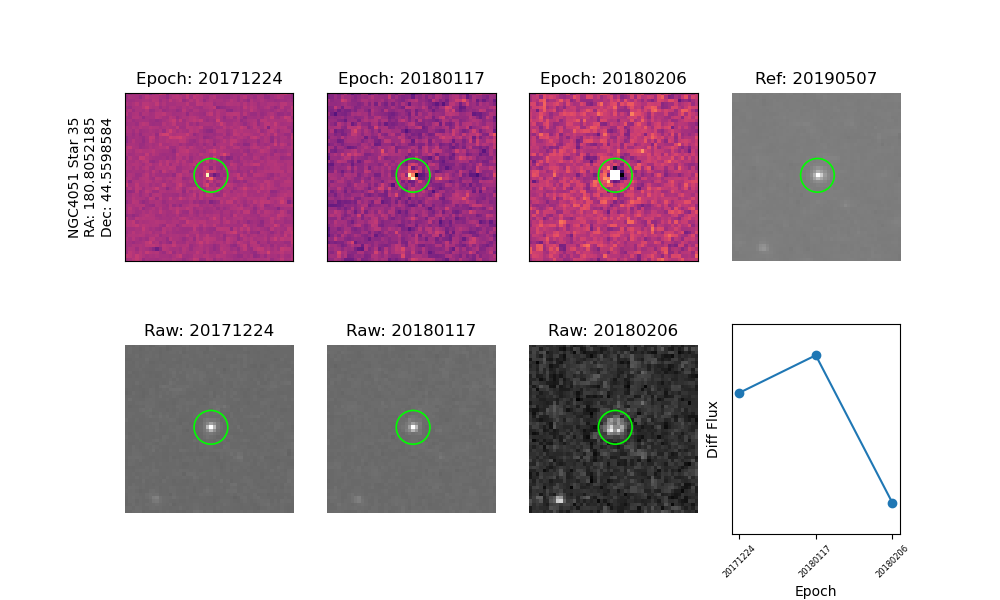 Epoch: 20171224
Epoch: 20180117
Epoch: 20180206
Ref: 20190507
NGC4051 Star 35
RA: 180.8052185
Dec: 44.5598584
Raw: 20171224
Raw: 20180117
Raw: 20180206
Diff Flux
20171224
20180117
20180206
Epoch